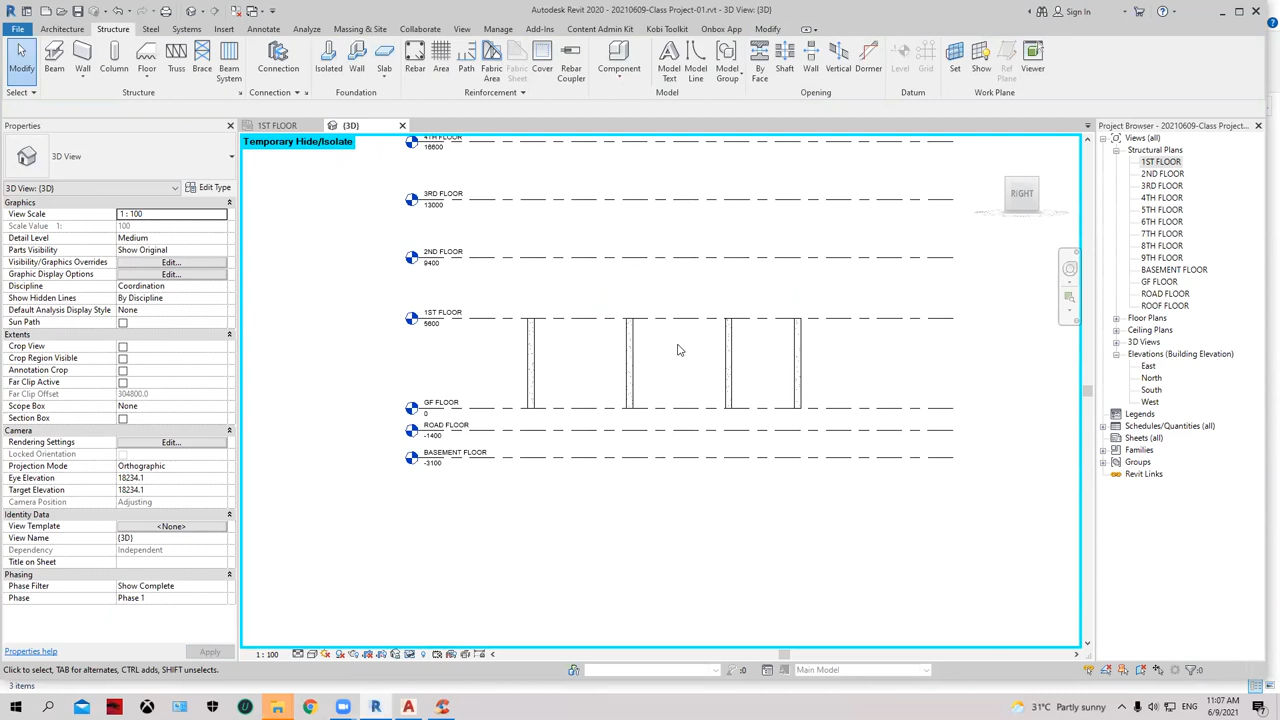 Autodesk Revit 2020 - 20210609-Class Project-01.rvt - 3D View: {3D}
Sign In
File Architecture Structure Steel Systems Insert Annotate Analyze Massing & Site Collaborate View Manage Add-Ins Content Admin Kit Kobi Toolkit Onbox App Modify
Modify Beam Wall Column Floor Truss Brace Beam System Connection Isolated Wall Slab Rebar Area Path Fabric Area Fabric Sheet Cover Rebar Coupler Component Model Text Model Line Model Group By Face Shaft Wall Vertical Dormer Level Grid Set Show Ref Plane Viewer
Select Structure Connection Foundation Reinforcement Model Opening Datum Work Plane
Properties
3D View
3D View: {3D} Edit Type
Graphics
View Scale 1 : 100
Scale Value 1: 100
Detail Level Medium
Parts Visibility Show Original
Visibility/Graphics Overrides Edit...
Graphic Display Options Edit...
Discipline Coordination
Show Hidden Lines By Discipline
Default Analysis Display Style None
Sun Path
Extents
Crop View
Crop Region Visible
Annotation Crop
Far Clip Active
Far Clip Offset 304800.0
Scope Box None
Section Box
Camera
Rendering Settings Edit...
Locked Orientation
Projection Mode Orthographic
Eye Elevation 18234.1
Target Elevation 18234.1
Camera Position Adjusting
Identity Data
View Template <None>
View Name {3D}
Dependency Independent
Title on Sheet
Phasing
Phase Filter Show Complete
Phase Phase 1
Properties help Apply
1ST FLOOR {3D}
Temporary Hide/Isolate
4TH FLOOR
16600
3RD FLOOR
13000
2ND FLOOR
9400
1ST FLOOR
5600
GF FLOOR
0
ROAD FLOOR
-1400
BASEMENT FLOOR
-3100
RIGHT
1 : 100
Project Browser - 20210609-Class Project...
Views (all)
Structural Plans
1ST FLOOR
2ND FLOOR
3RD FLOOR
4TH FLOOR
5TH FLOOR
6TH FLOOR
7TH FLOOR
8TH FLOOR
9TH FLOOR
BASEMENT FLOOR
GF FLOOR
ROAD FLOOR
ROOF FLOOR
Floor Plans
Ceiling Plans
3D Views
Elevations (Building Elevation)
East
North
South
West
Legends
Schedules/Quantities (all)
Sheets (all)
Families
Groups
Revit Links
Click to select, TAB for alternates, CTRL adds, SHIFT unselects. :0 Main Model :0
3 items
31°C Partly sunny ENG 11:07 AM
6/9/2021